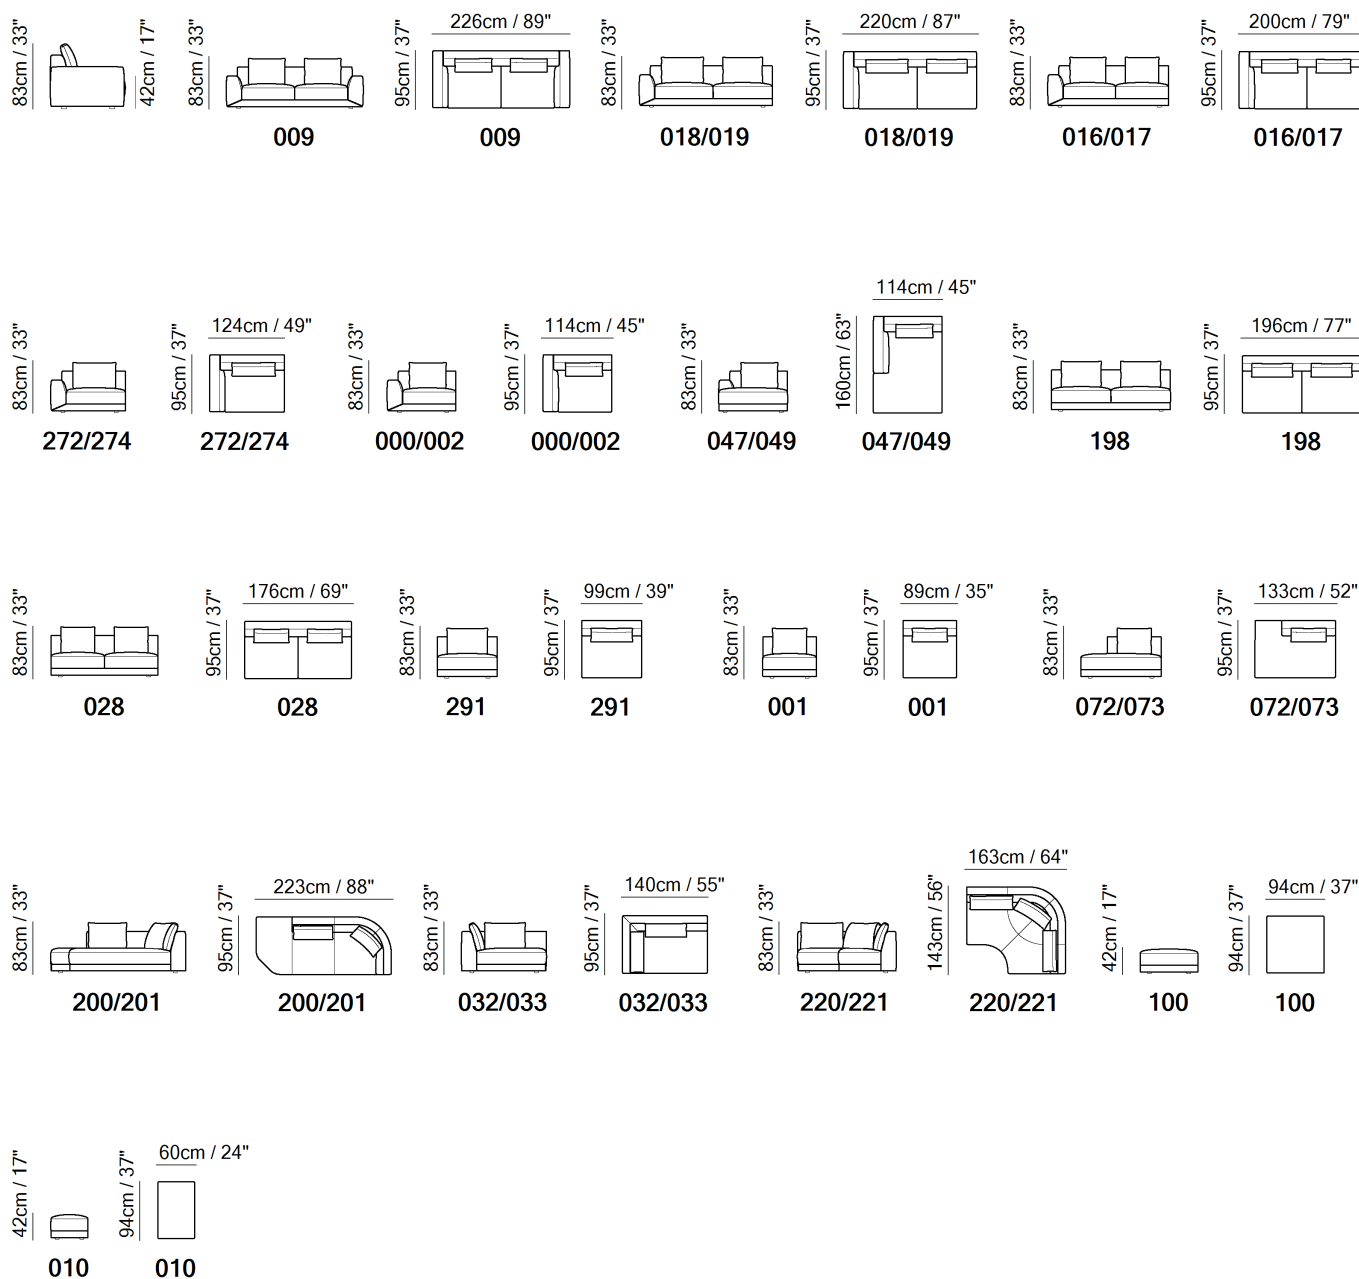 83cm / 33"
42cm / 17"
83cm / 33"
009
226cm / 89"
95cm / 37"
009
83cm / 33"
018/019
220cm / 87"
95cm / 37"
018/019
83cm / 33"
016/017
200cm / 79"
95cm / 37"
016/017
83cm / 33"
272/274
124cm / 49"
95cm / 37"
272/274
83cm / 33"
000/002
114cm / 45"
95cm / 37"
000/002
83cm / 33"
047/049
114cm / 45"
160cm / 63"
047/049
83cm / 33"
198
196cm / 77"
95cm / 37"
198
83cm / 33"
028
176cm / 69"
95cm / 37"
028
83cm / 33"
291
99cm / 39"
95cm / 37"
291
83cm / 33"
001
89cm / 35"
95cm / 37"
001
83cm / 33"
072/073
133cm / 52"
95cm / 37"
072/073
83cm / 33"
200/201
223cm / 88"
95cm / 37"
200/201
83cm / 33"
032/033
140cm / 55"
95cm / 37"
032/033
83cm / 33"
220/221
163cm / 64"
143cm / 56"
220/221
42cm / 17"
100
94cm / 37"
94cm / 37"
100
42cm / 17"
010
60cm / 24"
94cm / 37"
010